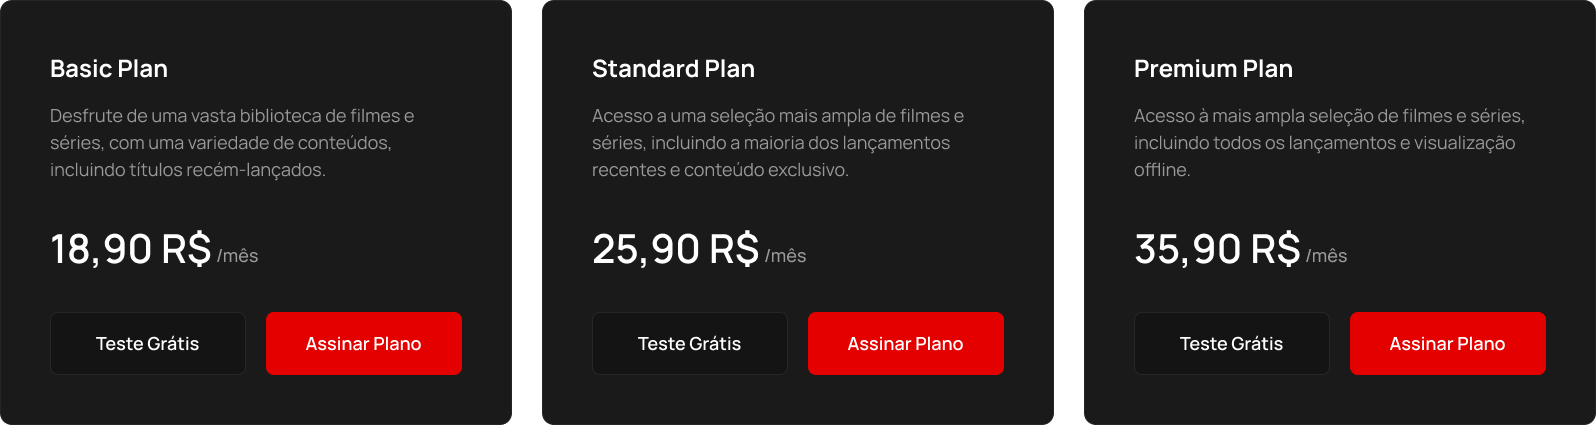 Basic Plan
Desfrute de uma vasta biblioteca de filmes e
séries, com uma variedade de conteúdos,
incluindo títulos recém-lançados.
18,90 R$ /mês
Teste Grátis
Assinar Plano
Standard Plan
Acesso a uma seleção mais ampla de filmes e
séries, incluindo a maioria dos lançamentos
recentes e conteúdo exclusivo.
25,90 R$ /mês
Teste Grátis
Assinar Plano
Premium Plan
Acesso à mais ampla seleção de filmes e séries,
incluindo todos os lançamentos e visualização
offline.
35,90 R$ /mês
Teste Grátis
Assinar Plano